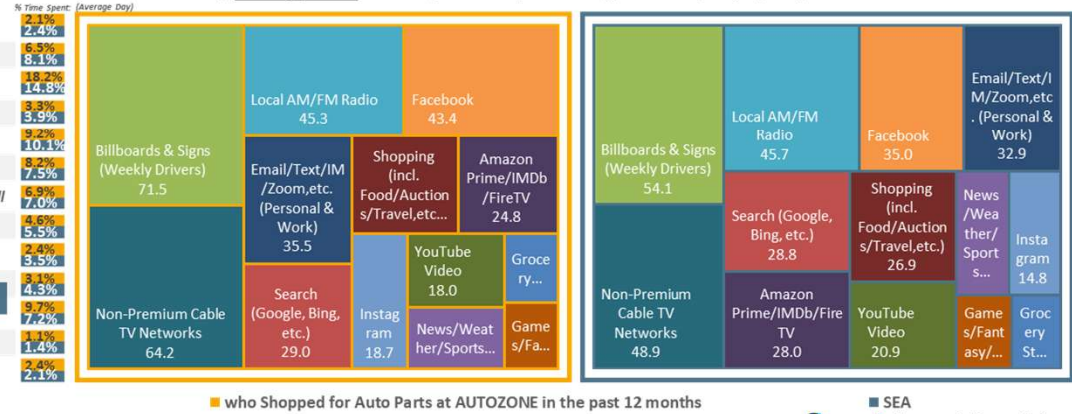 % Time Spent: (Average Day)
2.1%
2.4%
6.5%
8.1%
18.2%
14.8%
3.3%
3.9%
9.2%
10.1%
8.2%
7.5%
6.9%
7.0%
4.6%
5.5%
2.4%
3.5%
3.1%
4.3%
9.7%
7.2%
1.1%
1.4%
2.4%
2.1%
Billboards & Signs
(Weekly Drivers)
71.5
Non-Premium Cable
TV Networks
64.2
Local AM/FM Radio
45.3
Facebook
43.4
Email/Text/IM
/Zoom,etc.
(Personal &
Work)
35.5
Shopping
(incl.
Food/Auction
s/Travel,etc...
Amazon
Prime/IMDb
/FireTV
24.8
Search
(Google, Bing,
etc.)
29.0
Instag
ram
18.7
YouTube
Video
18.0
Groce
ry...
News/Weat
her/Sports...
Game
s/Fa...
Billboards & Signs
(Weekly Drivers)
54.1
Non-Premium
Cable TV
Networks
48.9
Local AM/FM
Radio
45.7
Facebook
35.0
Email/Text/I
M/Zoom,etc
. (Personal &
Work)
32.9
Search (Google,
Bing, etc.)
28.8
Shopping
(incl.
Food/Auction
s/Travel,etc.)
26.9
News
/Wea
ther/
Sport
s...
Insta
gram
14.8
Amazon
Prime/IMDb/Fire
TV
28.0
YouTube
Video
20.9
Game
s/Fant
asy/...
Groc
ery
St...
who Shopped for Auto Parts at AUTOZONE in the past 12 months
SEA